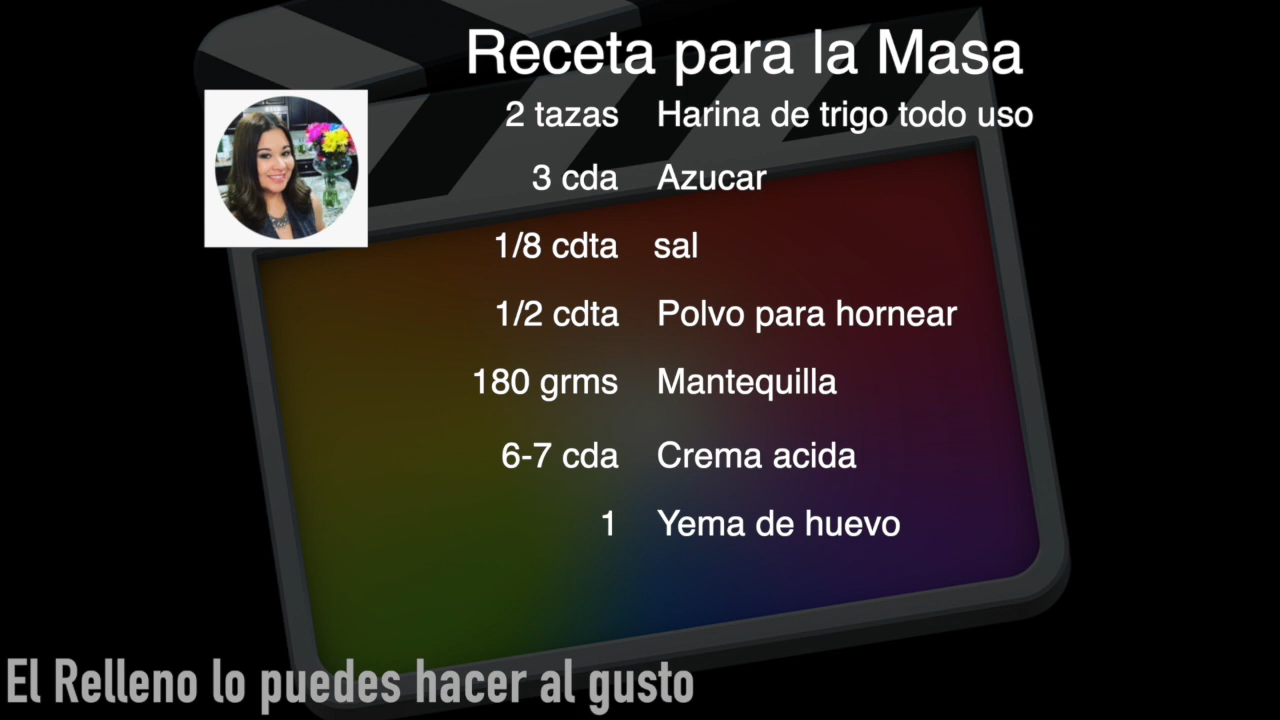 Receta para la Masa
2 tazas Harina de trigo todo uso
3 cda Azucar
1/8 cdta sal
1/2 cdta Polvo para hornear
180 grms Mantequilla
6-7 cda Crema acida
1 Yema de huevo
El Relleno lo puedes hacer al gusto